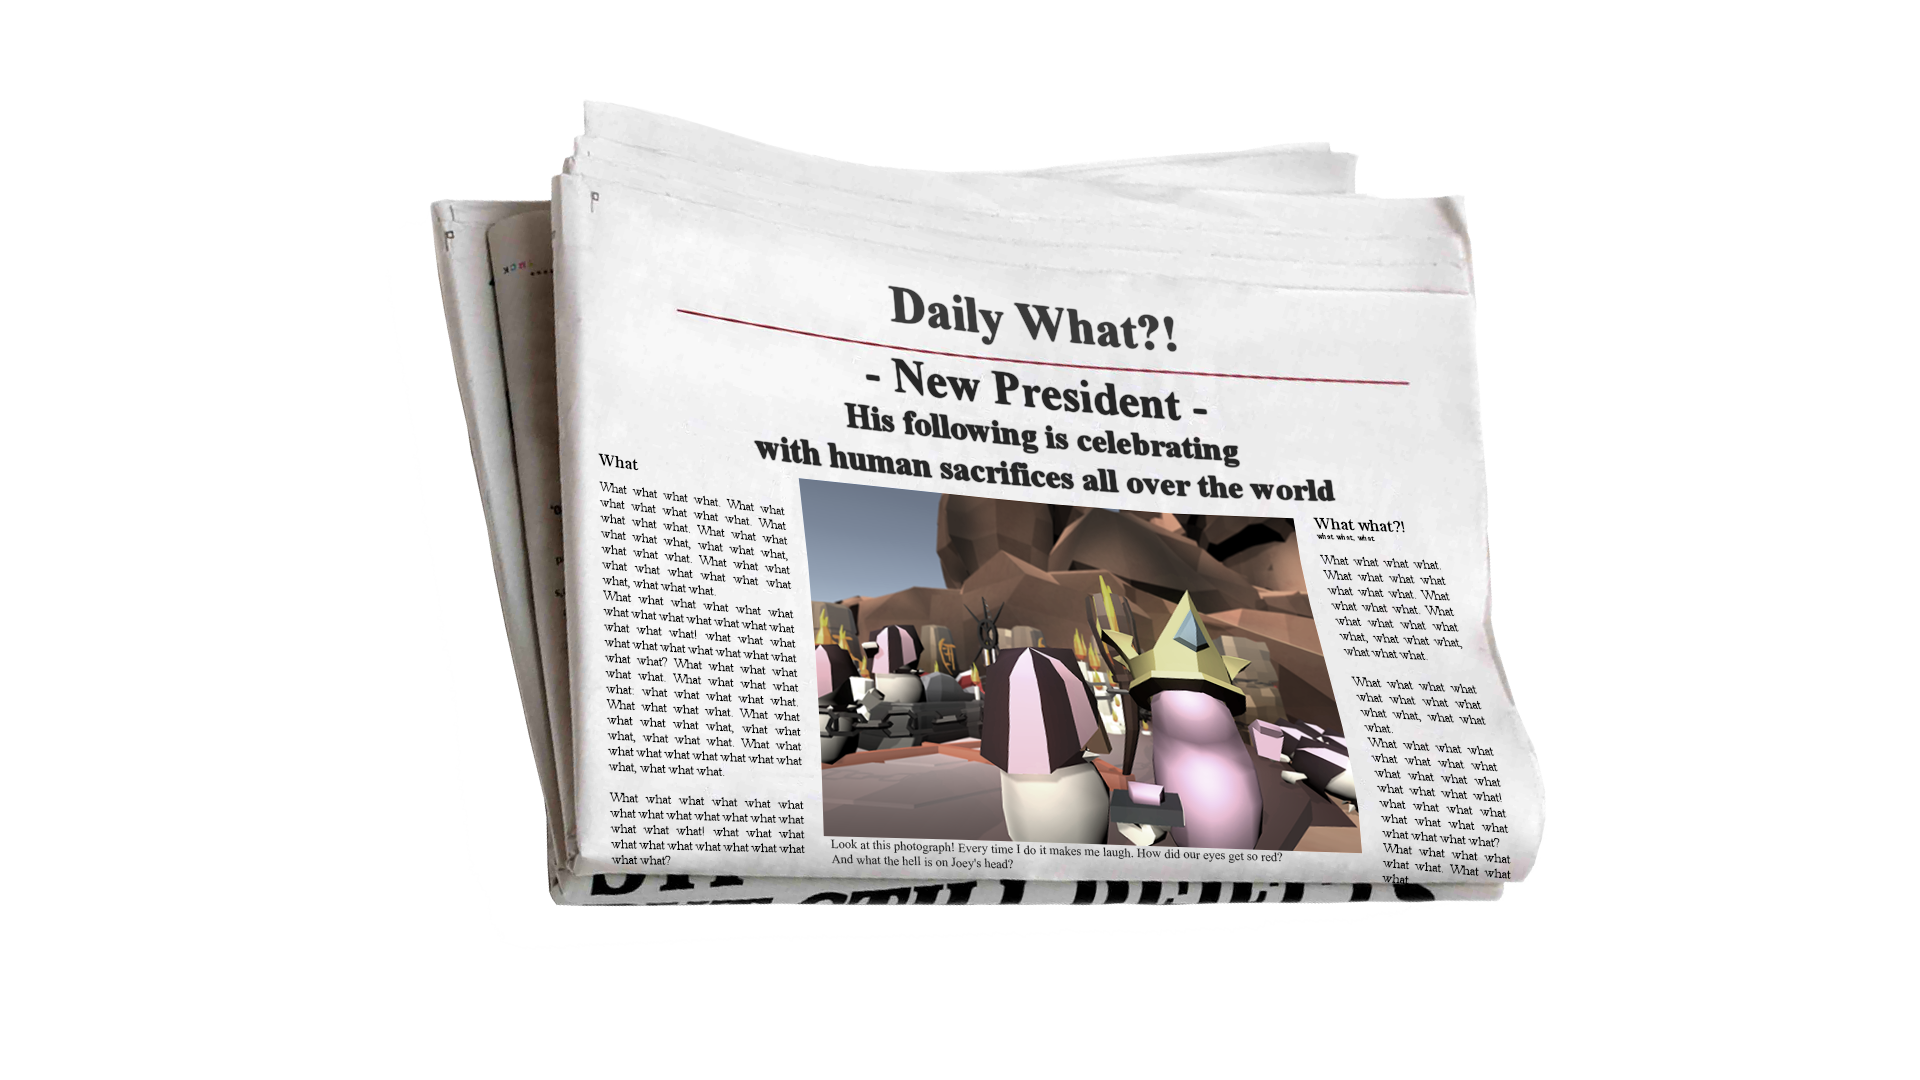 Daily What?!
- New President -
His following is celebrating
with human sacrifices all over the world
What
What what what what. What what
what what what what what. What
what what what. What what what
what what what, what what what,
what what what. What what what
what what what what what what
what, what what what.
What what what what what what
what what what what what what what
what what what! what what what
what what what what what what what
what what? What what what what
what what. What what what what
what: what what what what what.
What what what what. What what
what what what what, what what
what, what what what. What what
what what what what what what what
what, what what what.
What what what what what what
what what what what what what what
what what what! what what what
what what what what what what what
what what?
Look at this photograph! Every time I do it makes me laugh. How did our eyes get so red?
And what the hell is on Joey's head?
What what?!
what what, what.
What what what what.
What what what what
what what what. What
what what what. What
what what what what
what, what what what,
what what what.
What what what what
what what what what
what what, what what
what.
What what what what
what what what what
what what what what
what what what what!
what what what what
what what what what
what what what what?
What what what what
what what. What what
what